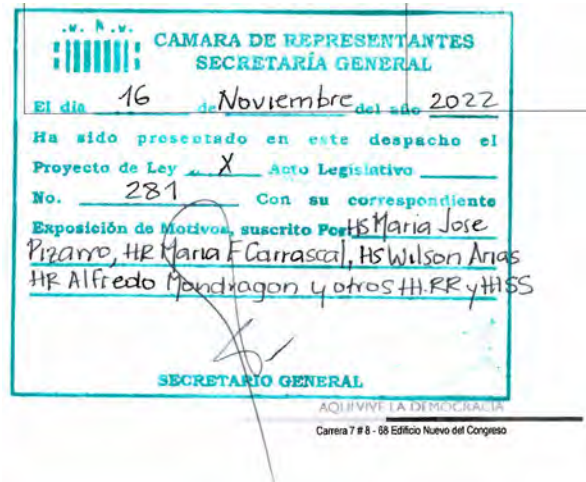 CAMARA DE REPRESENTANTES
SECRETARÍA GENERAL
El día 16 de Noviembre del año 2022
Ha sido presentado en este despacho el
Proyecto de Ley X Acto Legislativo
No. 281 Con su correspondiente
Exposición de Motivos, suscrito Por: HS Maria Jose
Pizarro, HR Maria F Carrascal, HS Wilson Arias
HR Alfredo Mondragon y otros HH.RR y HHSS
SECRETARIO GENERAL
AQUI VIVE LA DEMOCRACIA
Carrera 7 # 8 - 68 Edificio Nuevo del Congreso